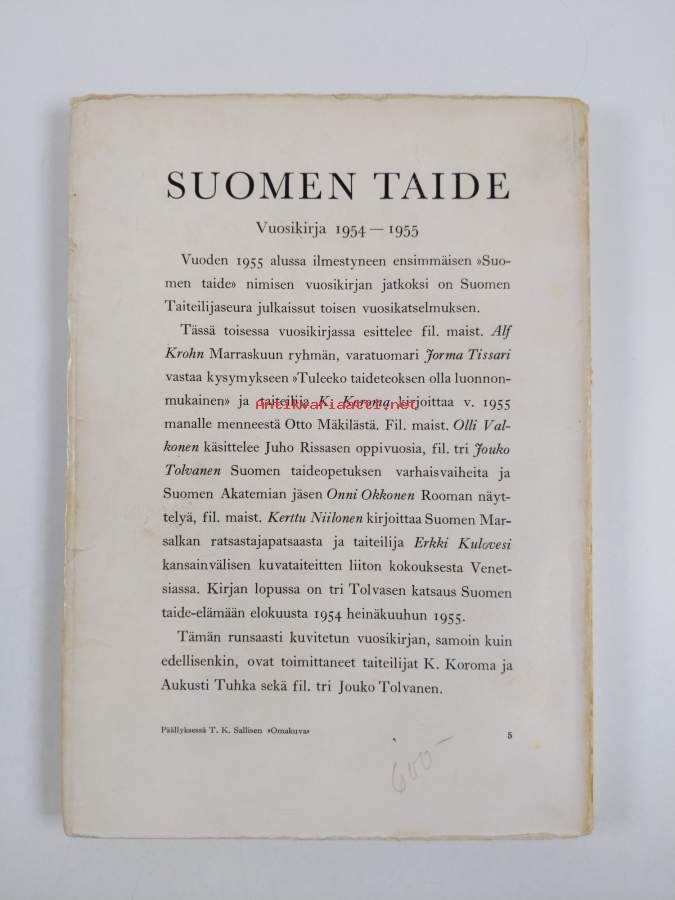 SUOMEN TAIDE
Vuosikirja 1954 — 1955
Vuoden 1955 alussa ilmestyneen ensimmäisen »Suo-
men taide» nimisen vuosikirjan jatkoksi on Suomen
Taiteilijaseura julkaissut toisen vuosikatselmuksen.
Tässä toisessa vuosikirjassa esittelee fil. maist. Alf
Krohn Marraskuun ryhmän, varatuomari Jorma Tissari
vastaa kysymykseen »Tuleeko taideteoksen olla luonnon-
mukainen» ja taiteilija K. Koroma kirjoittaa v. 1955
Antikvariaatti.net
manalle menneestä Otto Mäkilästä. Fil. maist. Olli Val-
konen käsittelee Juho Rissasen oppivuosia, fil. tri Jouko
Tolvanen Suomen taideopetuksen varhaisvaiheita ja
Suomen Akatemian jäsen Onni Okkonen Rooman näyt-
telyä, fil. maist. Kerttu Niilonen kirjoittaa Suomen Mar-
salkan ratsastajapatsaasta ja taiteilija Erkki Kulovesi
kansainvälisen kuvataiteitten liiton kokouksesta Venet-
siassa. Kirjan lopussa on tri Tolvasen katsaus Suomen
taide-elämään elokuusta 1954 heinäkuuhun 1955.
Tämän runsaasti kuvitetun vuosikirjan, samoin kuin
edellisenkin, ovat toimittaneet taiteilijat K. Koroma ja
Aukusti Tuhka sekä fil. tri Jouko Tolvanen.
Päällyksessä T. K. Sallisen »Omakuva» 5
600—